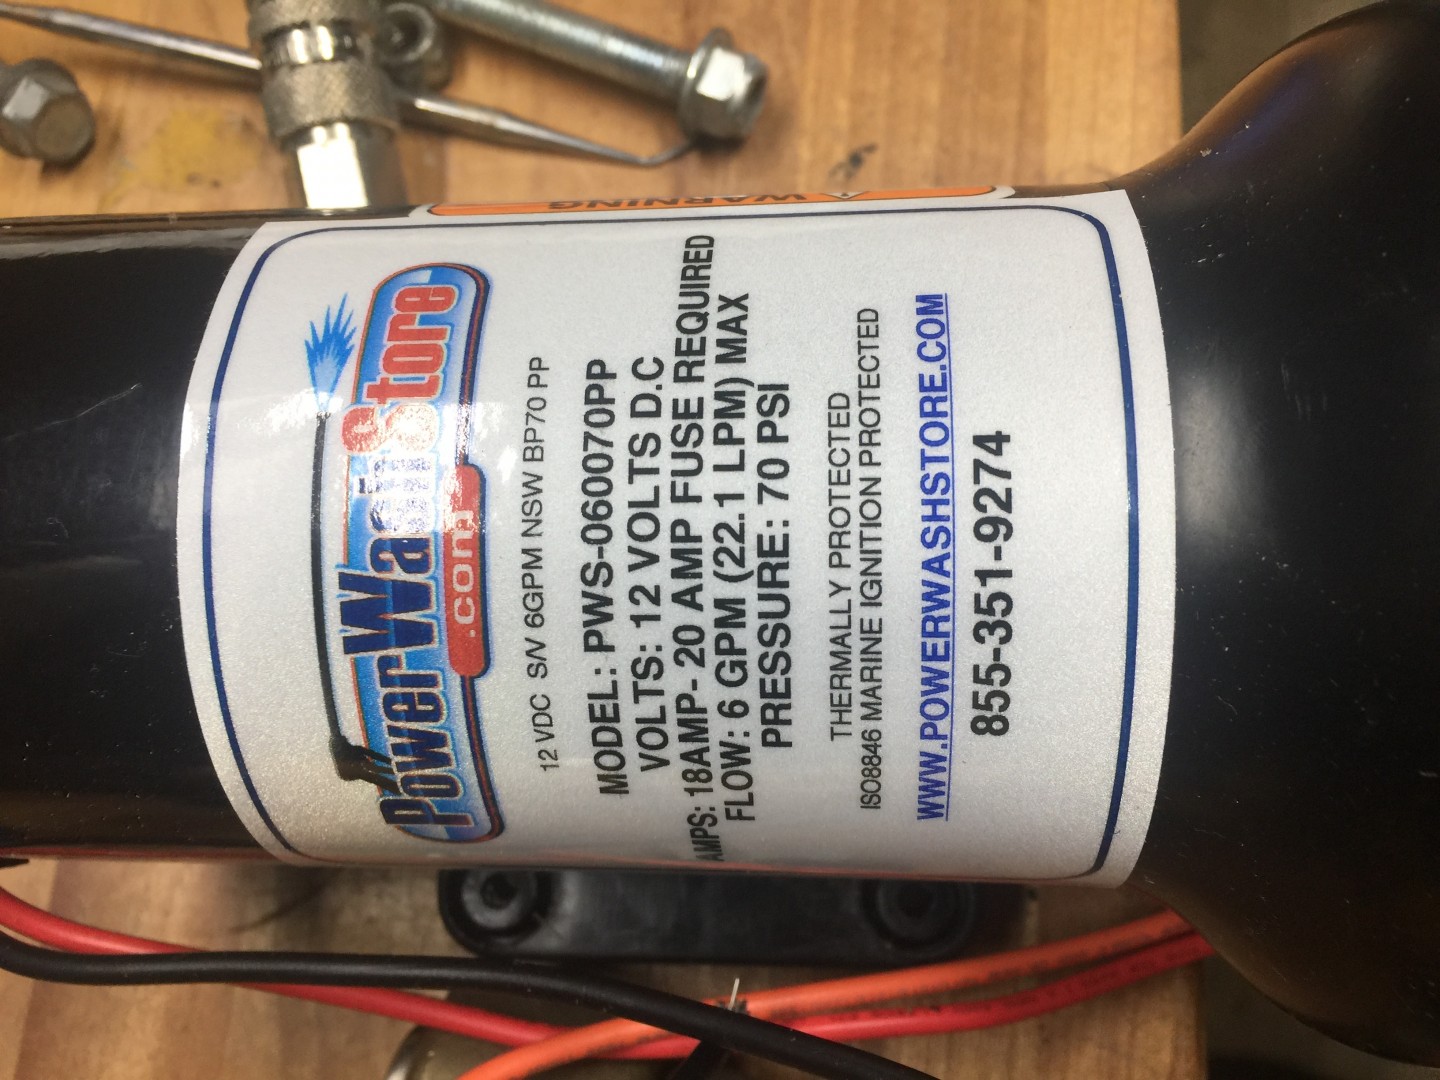 WARNING
PowerWashStore
.com
12 VDC S/V 6GPM NSW BP70 PP
MODEL: PWS-060070PP
VOLTS: 12 VOLTS D.C
AMPS: 18AMP- 20 AMP FUSE REQUIRED
FLOW: 6 GPM (22.1 LPM) MAX
PRESSURE: 70 PSI
THERMALLY PROTECTED
ISO8846 MARINE IGNITION PROTECTED
WWW.POWERWASHSTORE.COM
855-351-9274